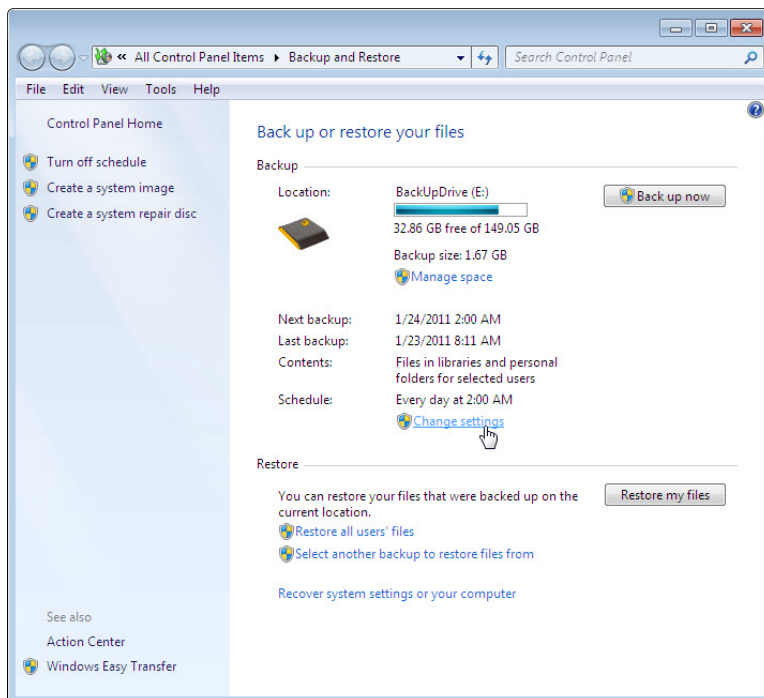 « All Control Panel Items ▸ Backup and Restore
Search Control Panel
File Edit View Tools Help
Control Panel Home
Turn off schedule
Create a system image
Create a system repair disc
See also
Action Center
Windows Easy Transfer
Back up or restore your files
Backup
Location: BackUpDrive (E:)
Back up now
32.86 GB free of 149.05 GB
Backup size: 1.67 GB
Manage space
Next backup: 1/24/2011 2:00 AM
Last backup: 1/23/2011 8:11 AM
Contents: Files in libraries and personal
folders for selected users
Schedule: Every day at 2:00 AM
Change settings
Restore
You can restore your files that were backed up on the
current location.
Restore my files
Restore all users' files
Select another backup to restore files from
Recover system settings or your computer